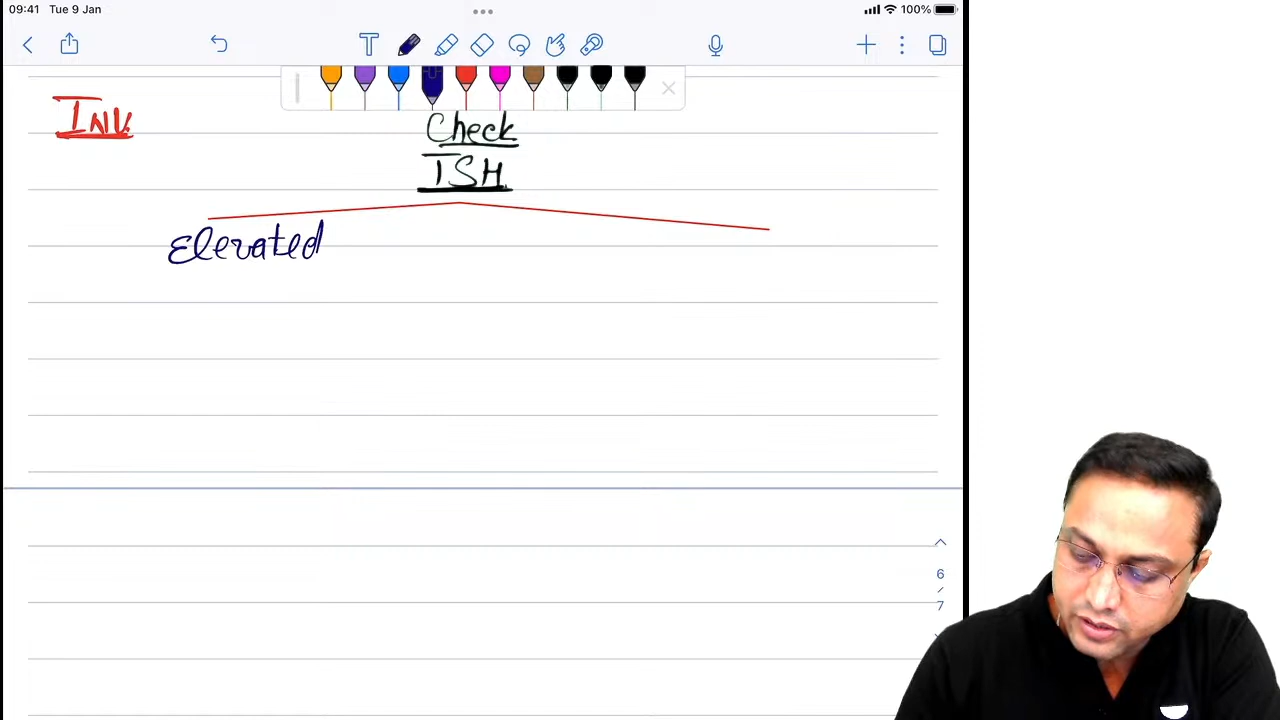 09:41 Tue 9 Jan
100%
T
Inv.
Check
TSH
Elevated
6
/
7